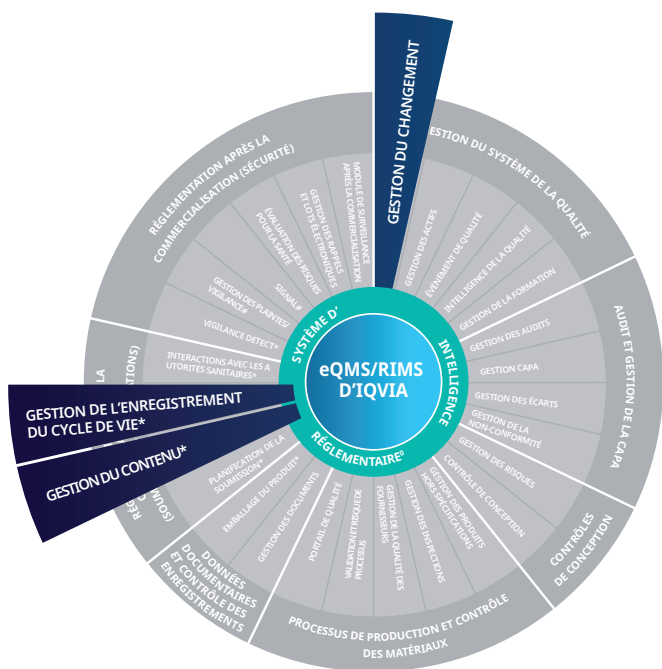 GESTION DU CHANGEMENT
ESTION DU SYSTÈME DE LA QUALITÉ
GESTION DES ACTIFS
ÉVÉNEMENT DE QUALITÉ
INTELLIGENCE DE LA QUALITÉ
GESTION DE LA FORMATION
AUDIT ET GESTION DE LA CAPA
GESTION DES AUDITS
GESTION CAPA
GESTION DES ÉCARTS
GESTION DE LA
NON-CONFORMITÉ
CONTRÔLES
DE CONCEPTION
GESTION DES RISQUES
CONTRÔLE DE CONCEPTION
PROCESSUS DE PRODUCTION ET CONTRÔLE
DES MATÉRIAUX
GESTION DES PRODUITS
HORS SPÉCIFICATIONS
GESTION DES INSPECTIONS
GESTION DE LA QUALITÉ DES
FOURNISSEURS
VALIDATION ET RISQUE DE
PROCESSUS
PORTAIL DE QUALITÉ
DONNÉES
DOCUMENTAIRES
ET CONTRÔLE DES
ENREGISTREMENTS
GESTION DES DOCUMENTS
EMBALLAGE DU PRODUIT*
PLANIFICATION DE LA
SOUMISSION*
GESTION DU CONTENU*
GESTION DE L’ENREGISTREMENT
DU CYCLE DE VIE*
INTERACTIONS AVEC LES A
UTORITÉS SANITAIRES*
RÉGLEMENTATION APRÈS LA
COMMERCIALISATION (SÉCURITÉ)
VIGILANCE DETECT*
GESTION DES PLAINTES/
VIGILANCE#
SIGNAL#
ÉVALUATION DES RISQUES
POUR LA SANTÉ
GESTION DES RAPPELS
ET LOTS ÉLECTRONIQUES
MODULE DE SURVEILLANCE
APRÈS LA COMMERCIALISATION
SYSTÈME D’
INTELLIGENCE
RÉGLEMENTAIRE
eQMS/RIMS
D’IQVIA